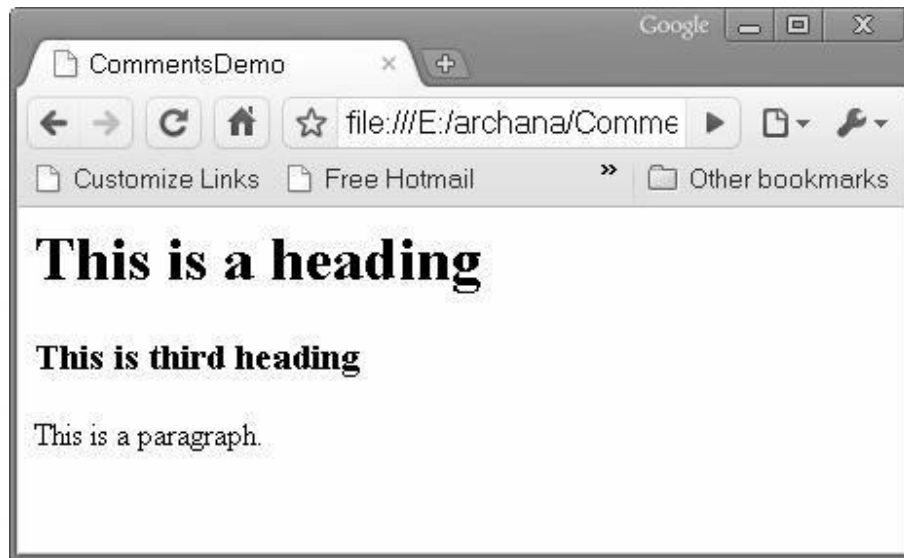 Google
CommentsDemo
file:///E:/archana/Comme
Customize Links Free Hotmail » Other bookmarks
This is a heading
This is third heading
This is a paragraph.